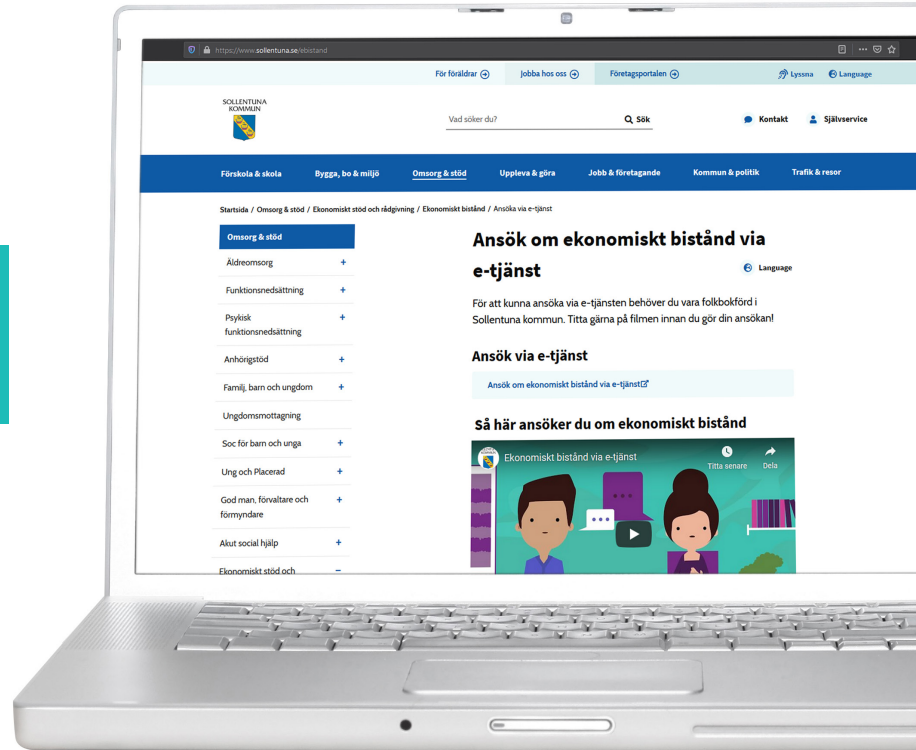 https://www.sollentuna.se/ebistand
För föräldrar
Jobba hos oss
Företagsportalen
Lyssna
Language
SOLLENTUNA
KOMMUN
Vad söker du?
Sök
Kontakt
Självservice
Förskola & skola
Bygga, bo & miljö
Omsorg & stöd
Uppleva & göra
Jobb & företagande
Kommun & politik
Trafik & resor
Startsida / Omsorg & stöd / Ekonomiskt stöd och rådgivning / Ekonomiskt bistånd / Ansöka via e-tjänst
Omsorg & stöd
Äldreomsorg
Funktionsnedsättning
Psykisk
funktionsnedsättning
Anhörigstöd
Familj, barn och ungdom
Ungdomsmottagning
Soc för barn och unga
Ung och Placerad
God man, förvaltare och
förmyndare
Akut social hjälp
Ekonomiskt stöd och
Ansök om ekonomiskt bistånd via
e-tjänst
Language
För att kunna ansöka via e-tjänsten behöver du vara folkbokförd i
Sollentuna kommun. Titta gärna på filmen innan du gör din ansökan!
Ansök via e-tjänst
Ansök om ekonomiskt bistånd via e-tjänst
Så här ansöker du om ekonomiskt bistånd
Ekonomiskt bistånd via e-tjänst
Titta senare
Dela